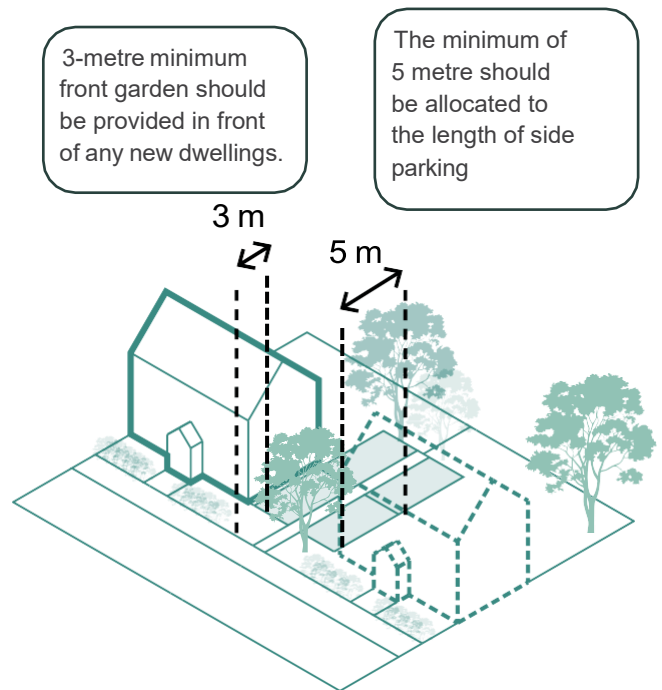 3-metre minimum
front garden should
be provided in front
of any new dwellings.
The minimum of
5 metre should
be allocated to
the length of side
parking
3 m
5 m